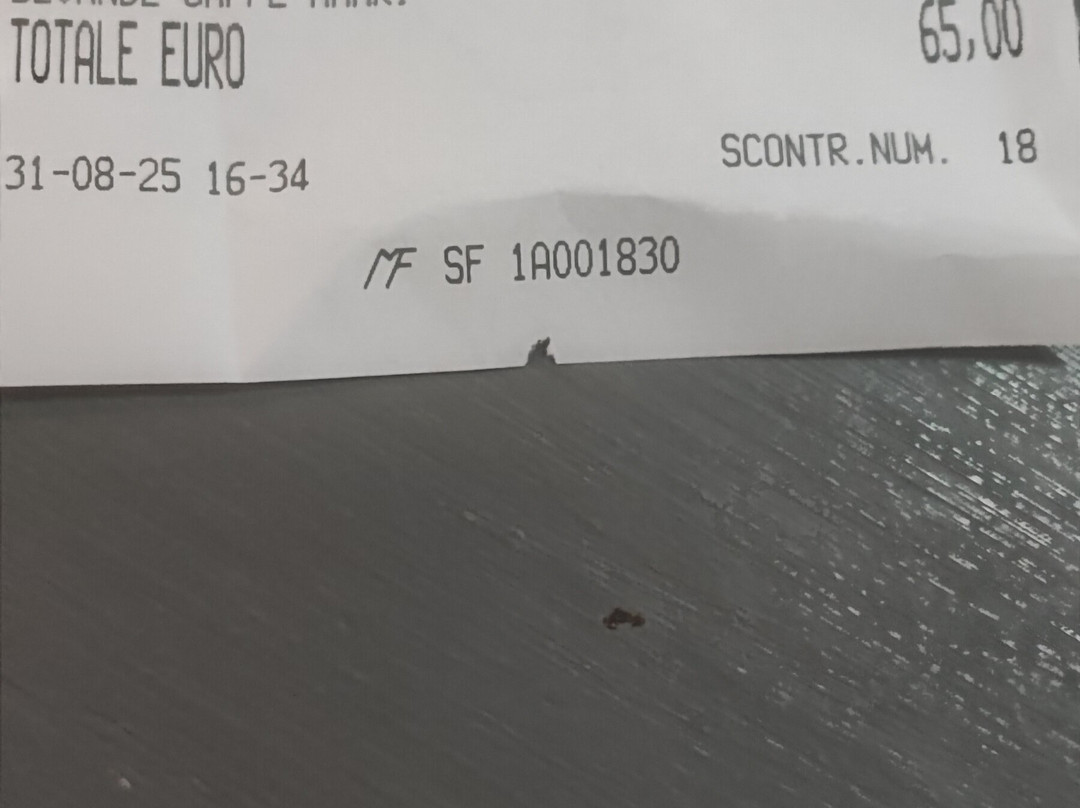 TOTALE EURO 65,00
31-08-25 16-34 SCONTR.NUM. 18
MF SF 1A001830